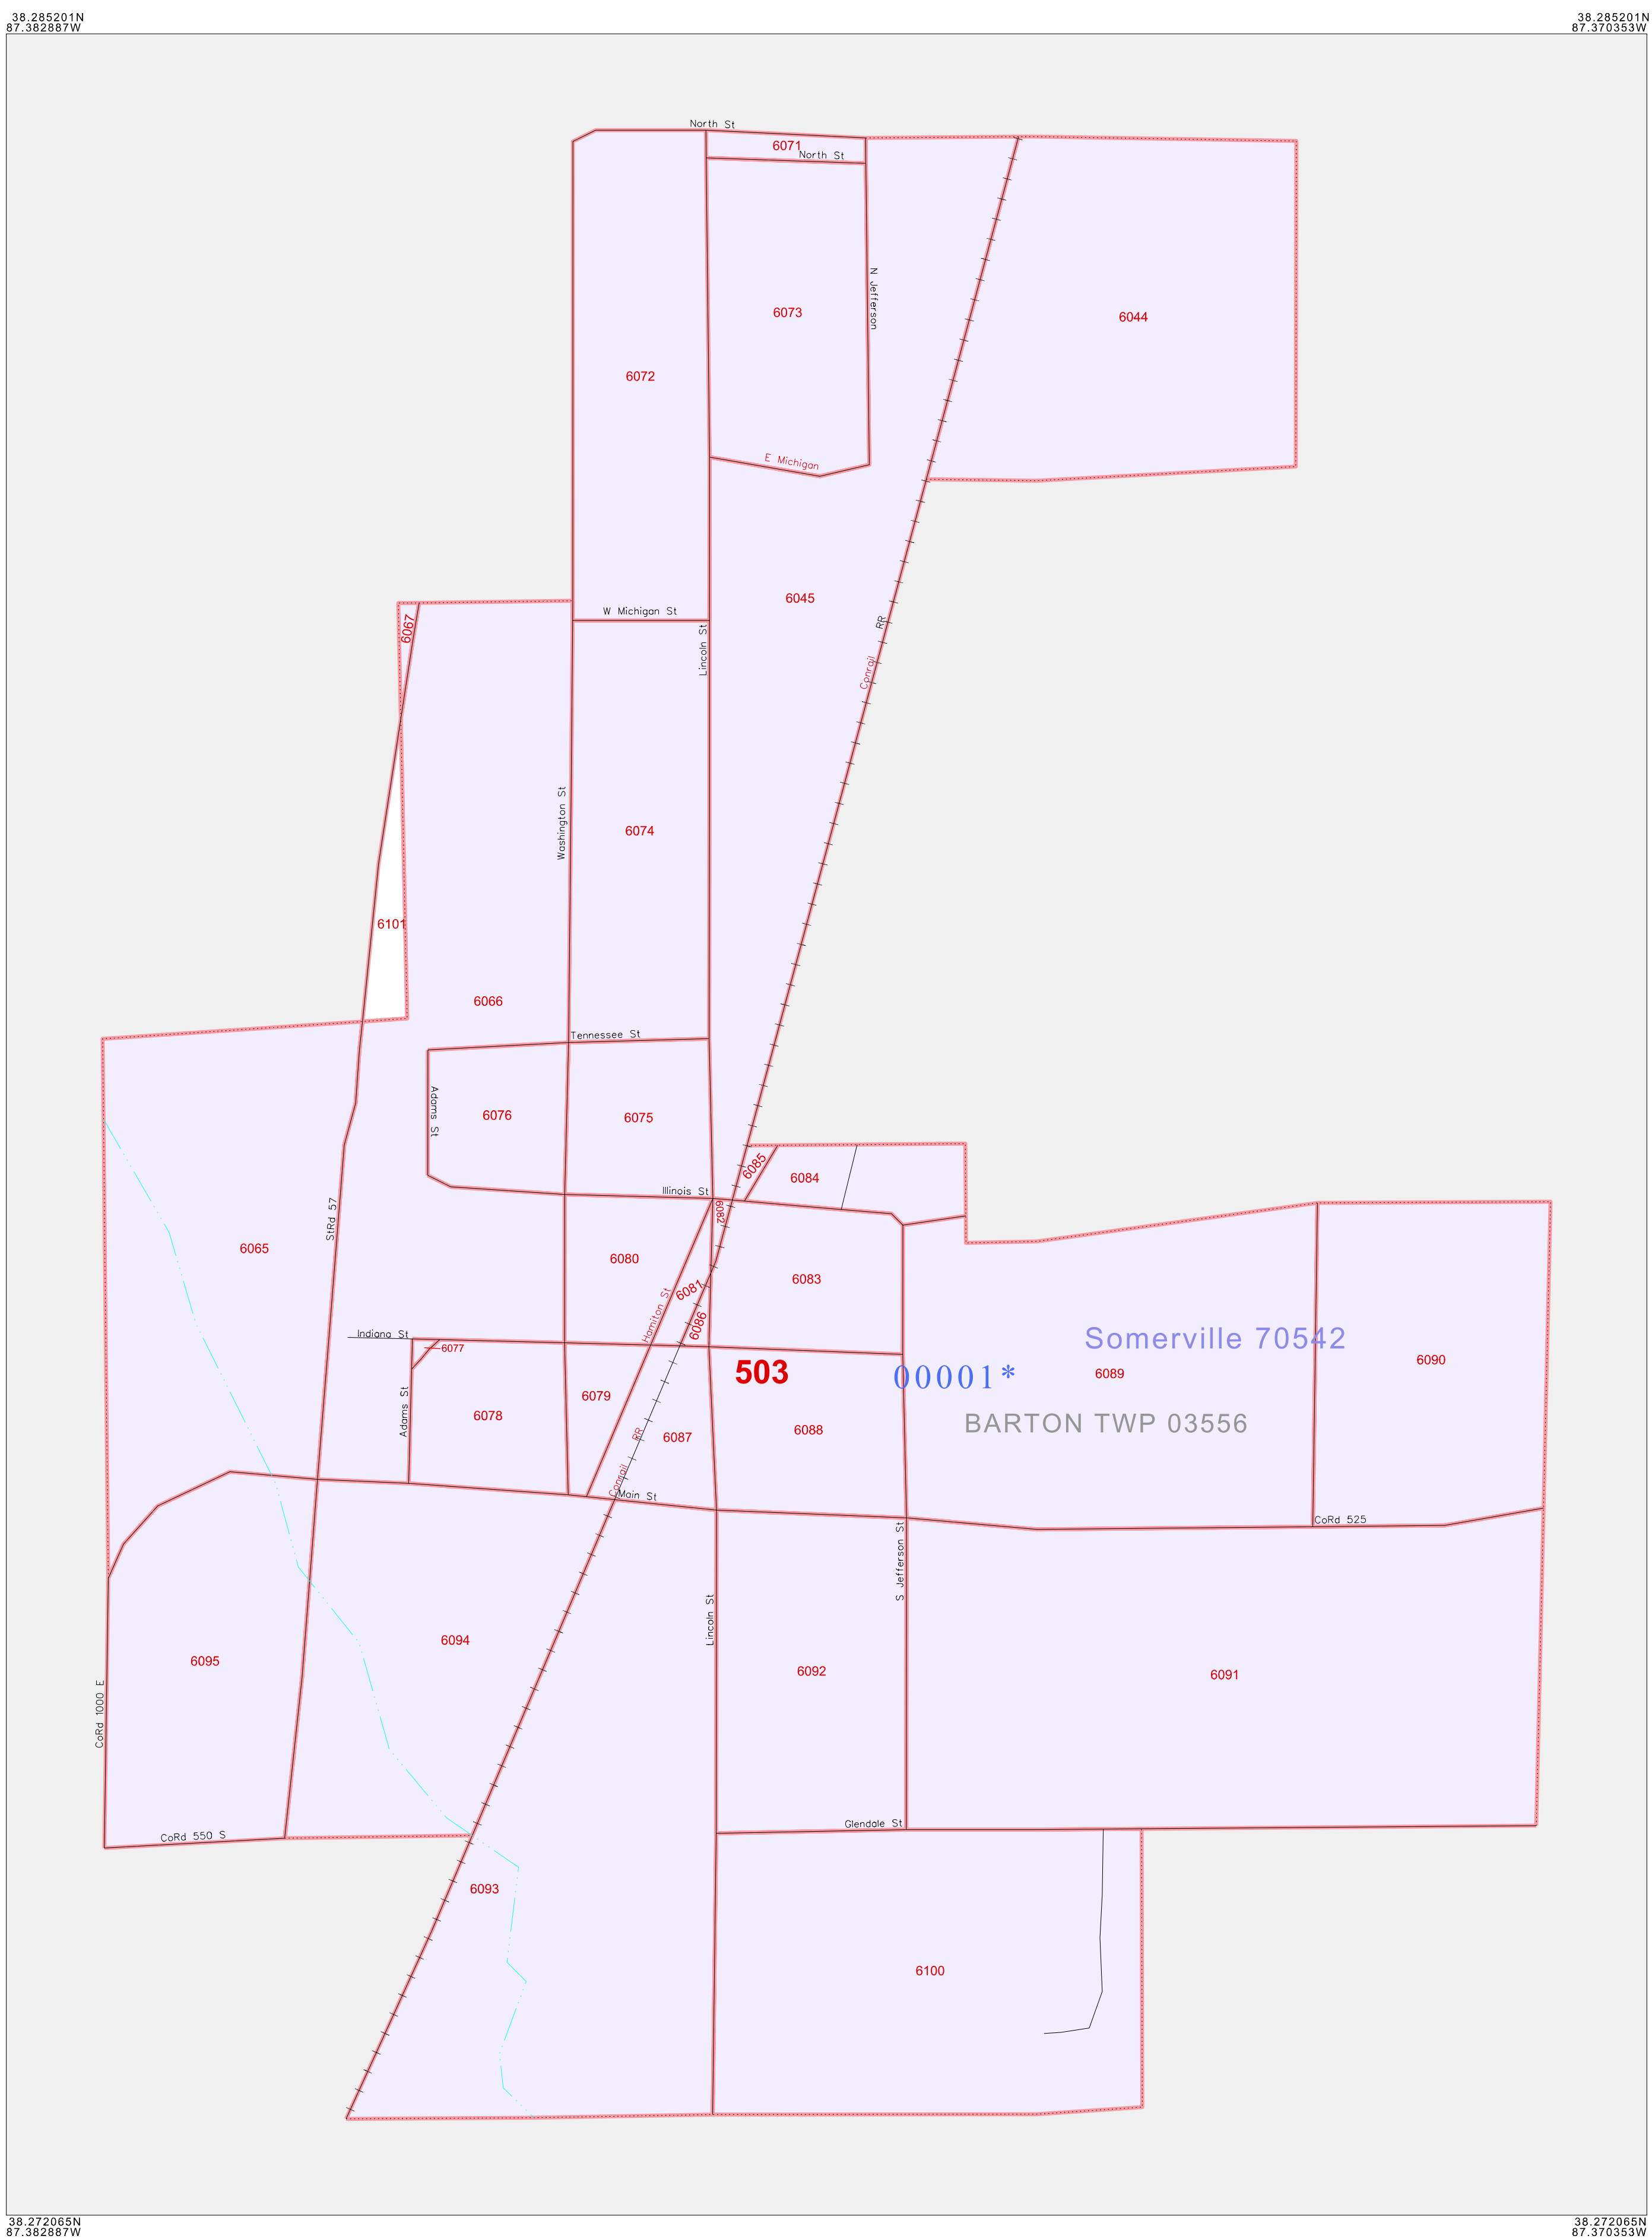 38.285201N
87.382887W
38.285201N
87.370353W
North St
6071
North St
N Jefferson
6073
6044
6072
E Michigan
6045
W Michigan St
6067
Lincoln St
RR
Conrail
Washington St
6074
6101
6066
Tennessee St
Adams St
6076
6075
6085
6084
Illinois St
6082
StRd 57
6065
6080
6083
6081
Hamilton St
6086
Indiana St
6077
Somerville 70542
503
00001*
6089
6090
BARTON TWP 03556
Adams St
6079
6078
6088
6087
RR
Conrail
Main St
CoRd 525
S Jefferson St
Lincoln St
6094
6095
6092
6091
CoRd 1000 E
Glendale St
CoRd 550 S
6093
6100
38.272065N
87.382887W
38.272065N
87.370353W